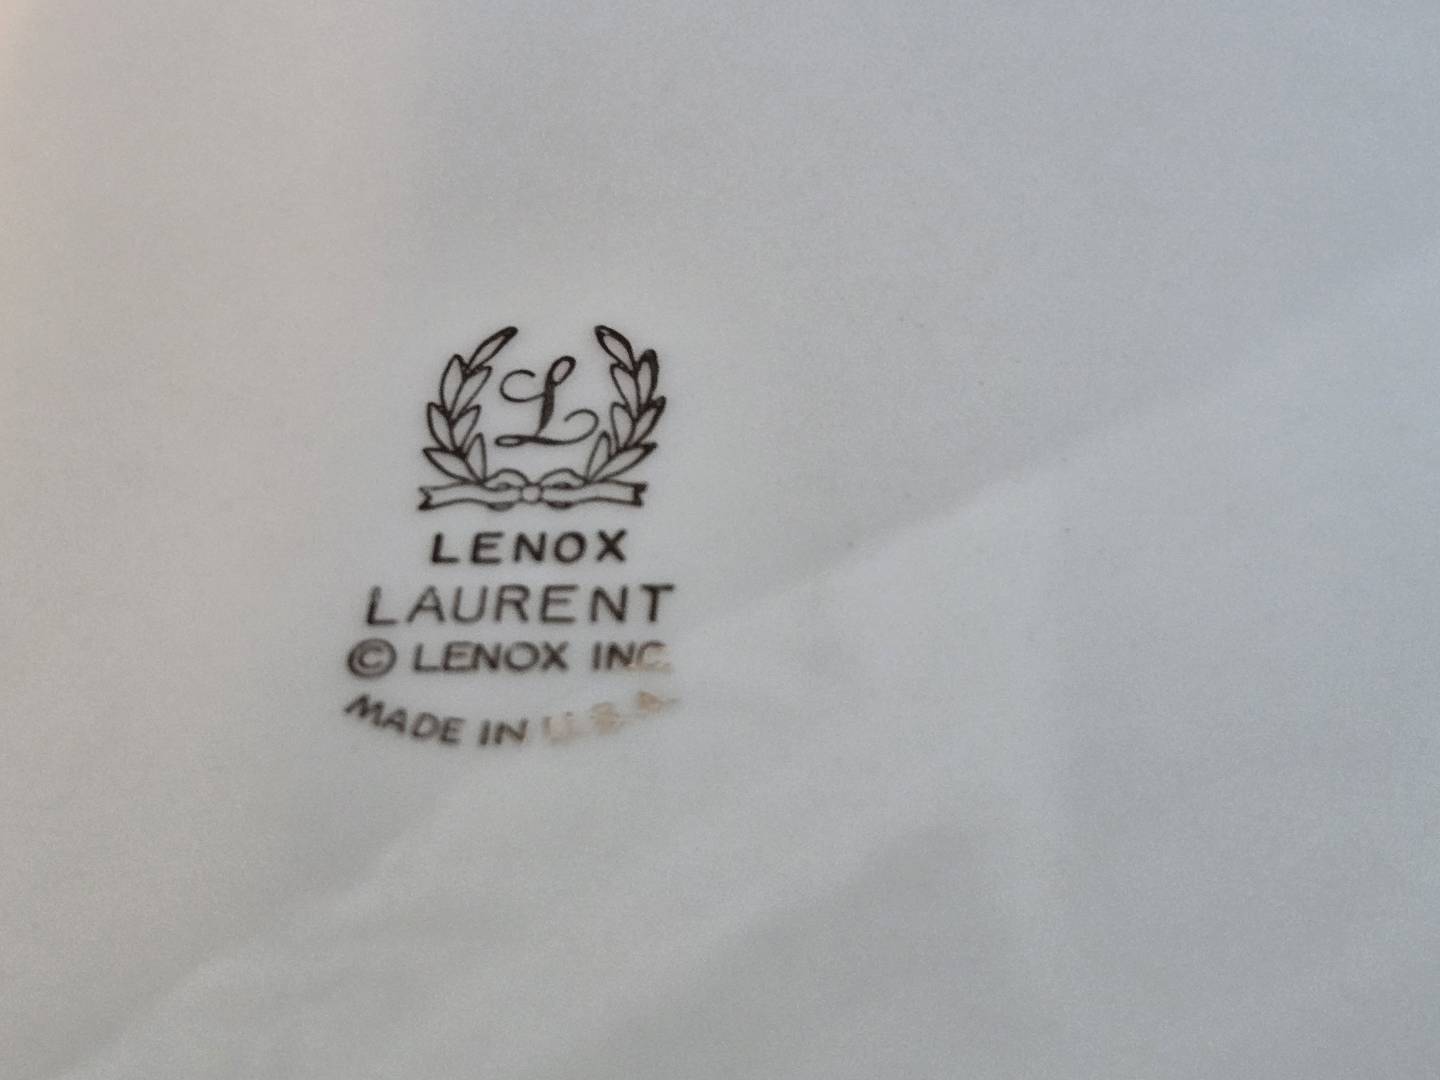 L
LENOX
LAURENT
© LENOX INC.
MADE IN U.S.A.